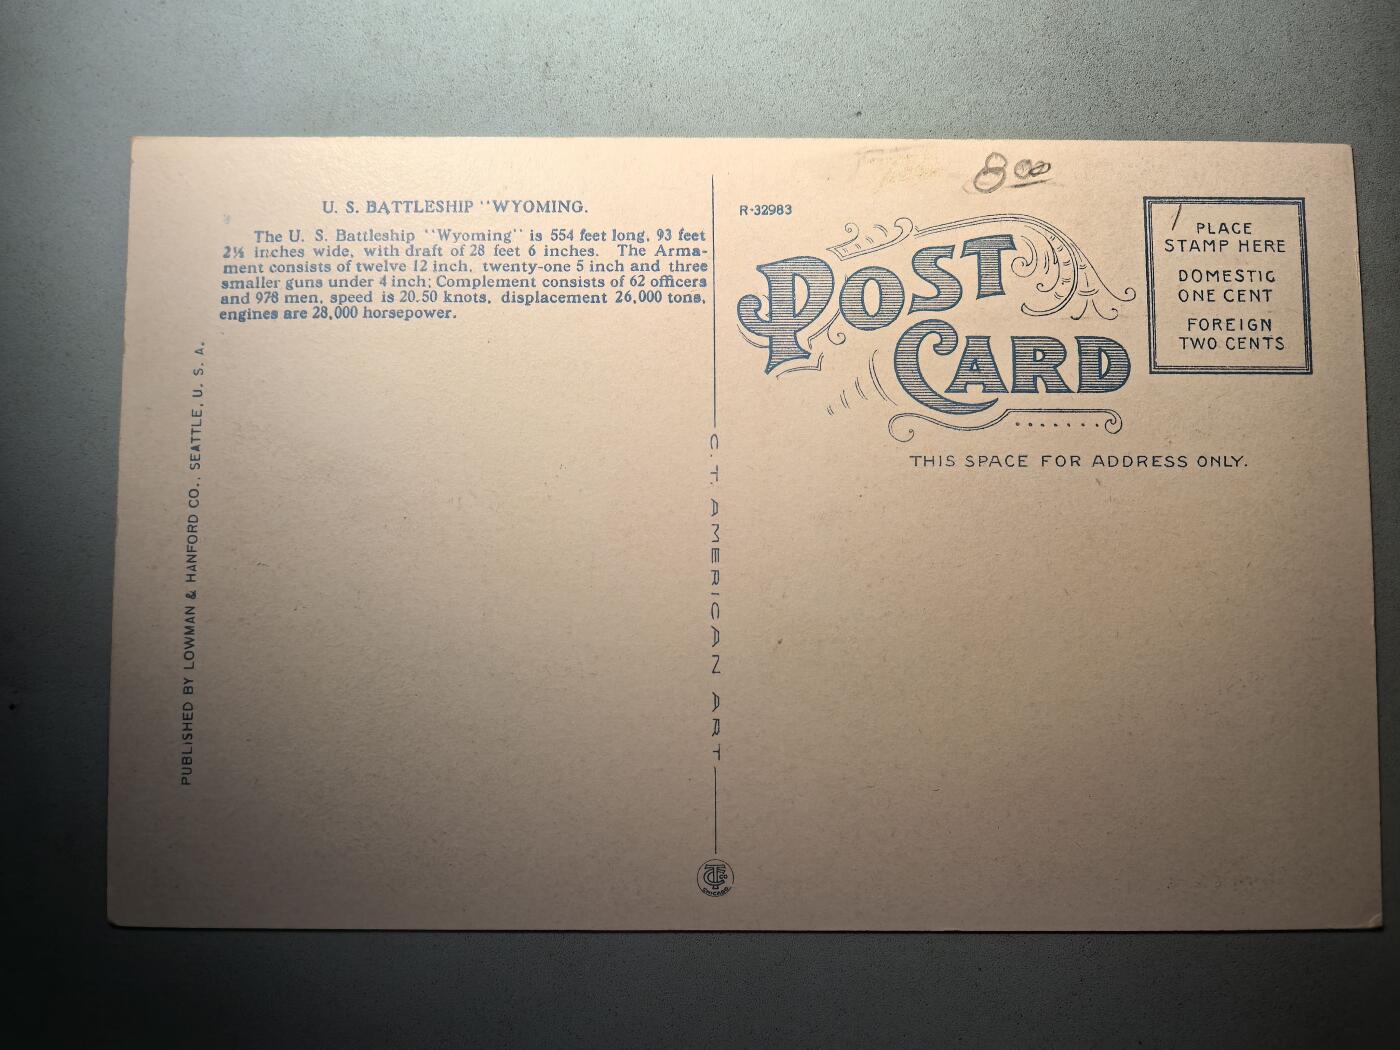 U. S. BATTLESHIP "WYOMING.
The U. S. Battleship "Wyoming" is 554 feet long, 93 feet
2½ inches wide, with draft of 28 feet 6 inches. The Arma-
ment consists of twelve 12 inch, twenty-one 5 inch and three
smaller guns under 4 inch; Complement consists of 62 officers
and 978 men, speed is 20.50 knots, displacement 26,000 tons,
engines are 28,000 horsepower.
PUBLISHED BY LOWMAN & HANFORD CO., SEATTLE, U. S. A.
C. T. AMERICAN ART
CHICAGO
8 00
R-32983
POST
CARD
THIS SPACE FOR ADDRESS ONLY.
PLACE
STAMP HERE
DOMESTIC
ONE CENT
FOREIGN
TWO CENTS